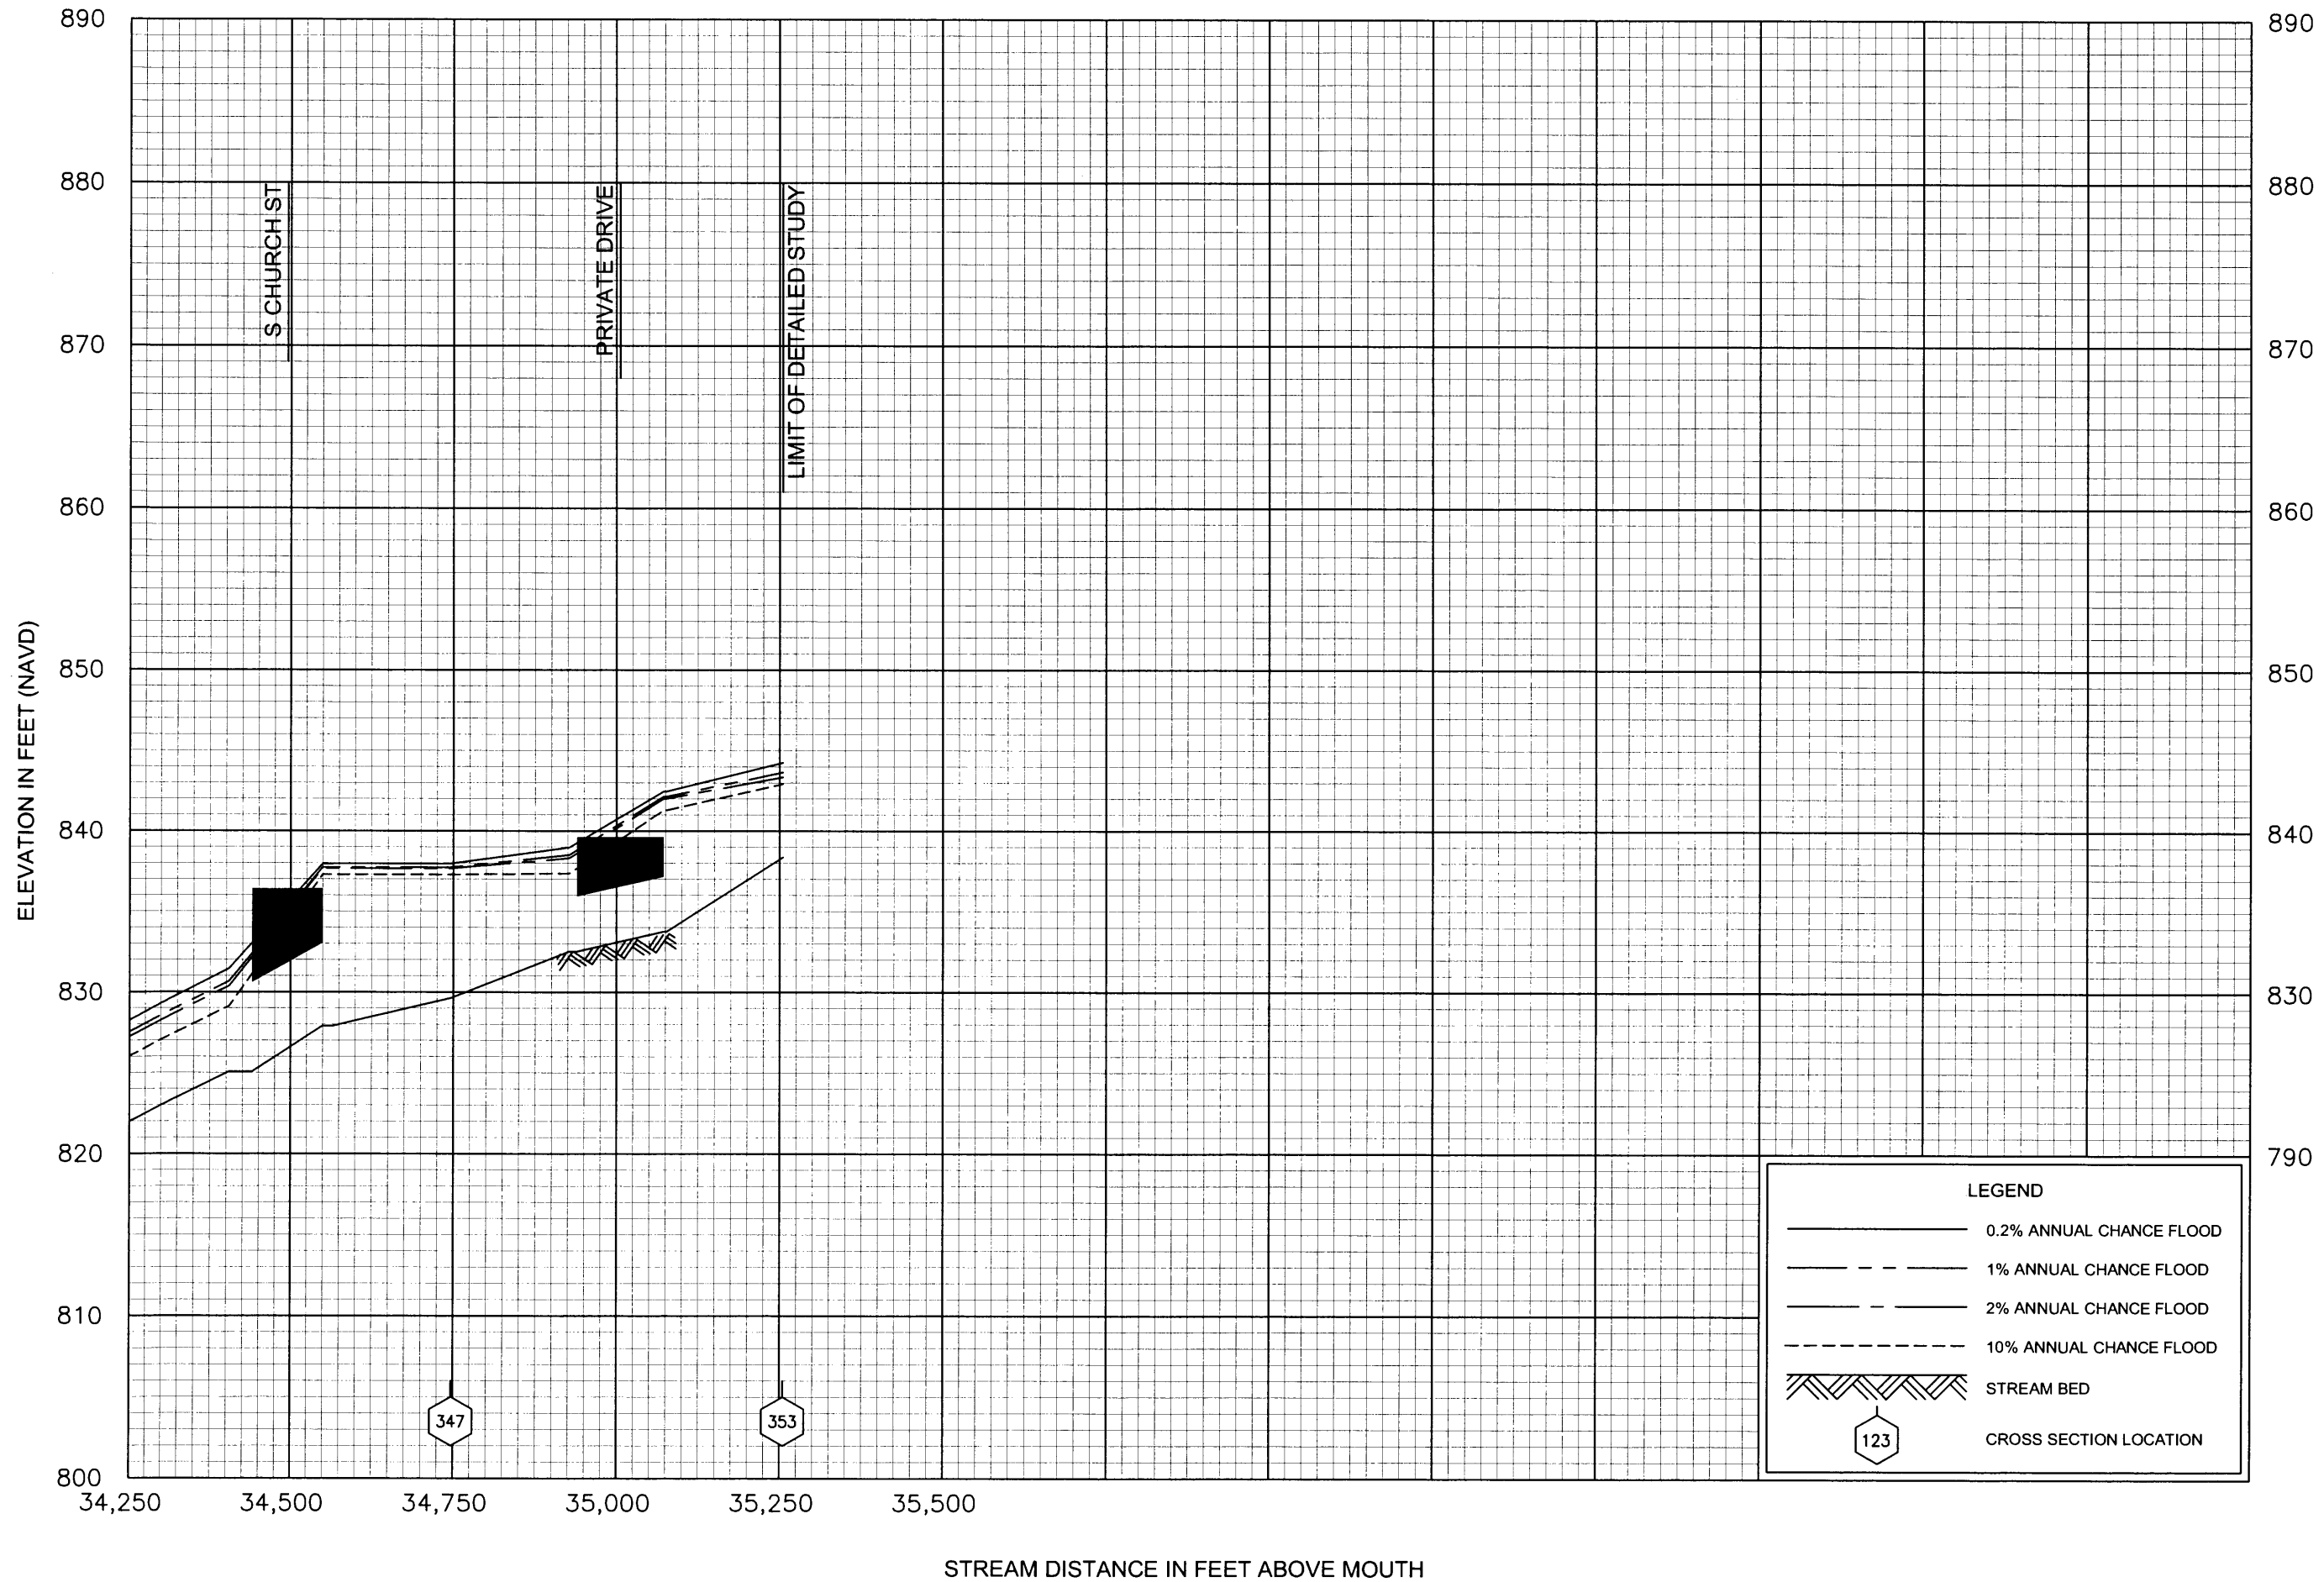 890
880
870
860
850
840
830
820
810
800
ELEVATION IN FEET (NAVD)
S CHURCH ST
PRIVATE DRIVE
LIMIT OF DETAILED STUDY
890
880
870
860
850
840
830
790
347
353
LEGEND
0.2% ANNUAL CHANCE FLOOD
1% ANNUAL CHANCE FLOOD
2% ANNUAL CHANCE FLOOD
10% ANNUAL CHANCE FLOOD
STREAM BED
123 CROSS SECTION LOCATION
34,250 34,500 34,750 35,000 35,250 35,500
STREAM DISTANCE IN FEET ABOVE MOUTH